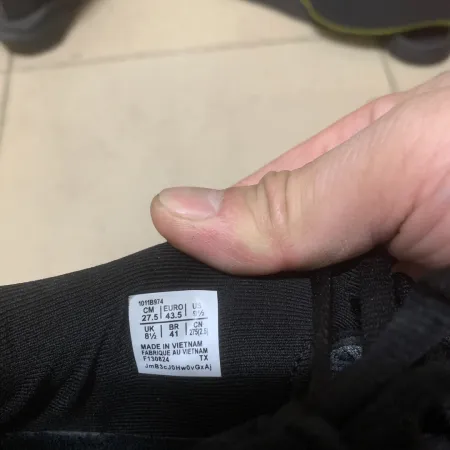 1011B974
CM EURO US
27.5 43.5 9½
UK BR CN
8½ 41 275(2.5)
MADE IN VIETNAM
FABRIQUE AU VIETNAM
F130624 TX
JmB3cJ0Hw0vGxAj